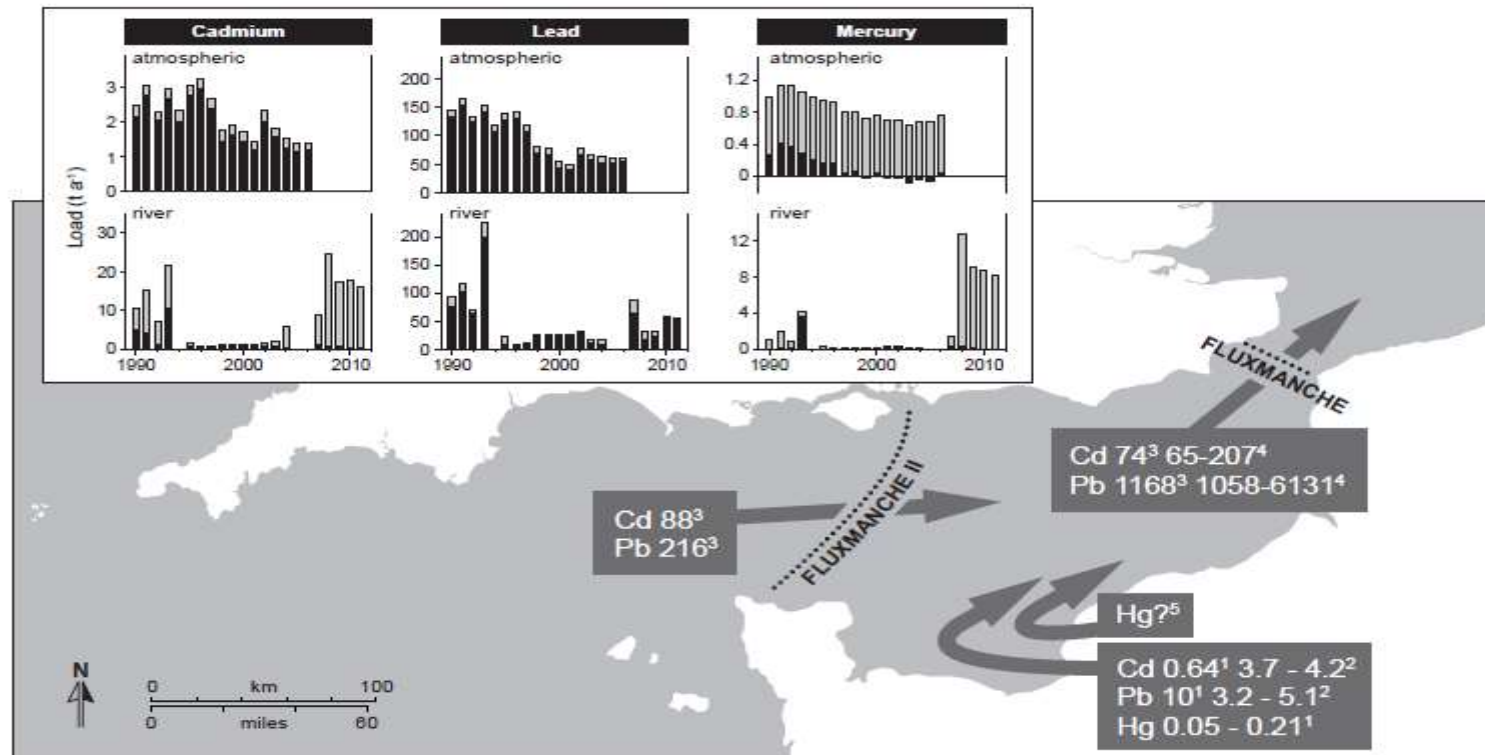 Cadmium
Lead
Mercury
atmospheric
atmospheric
atmospheric
3
2
1
0
200
150
100
50
0
1.2
0.8
0.4
0
Load (t a⁻¹)
river
river
river
30
20
10
0
200
150
100
50
0
12
8
4
0
1990
2000
2010
1990
2000
2010
1990
2000
2010
FLUXMANCHE
Cd 74³ 65-207⁴
Pb 1168³ 1058-6131⁴
Cd 88³
Pb 216³
FLUXMANCHE II
Hg?⁵
Cd 0.64¹ 3.7 - 4.2²
Pb 10¹ 3.2 - 5.1²
Hg 0.05 - 0.21¹
N
0 km 100
0 miles 60